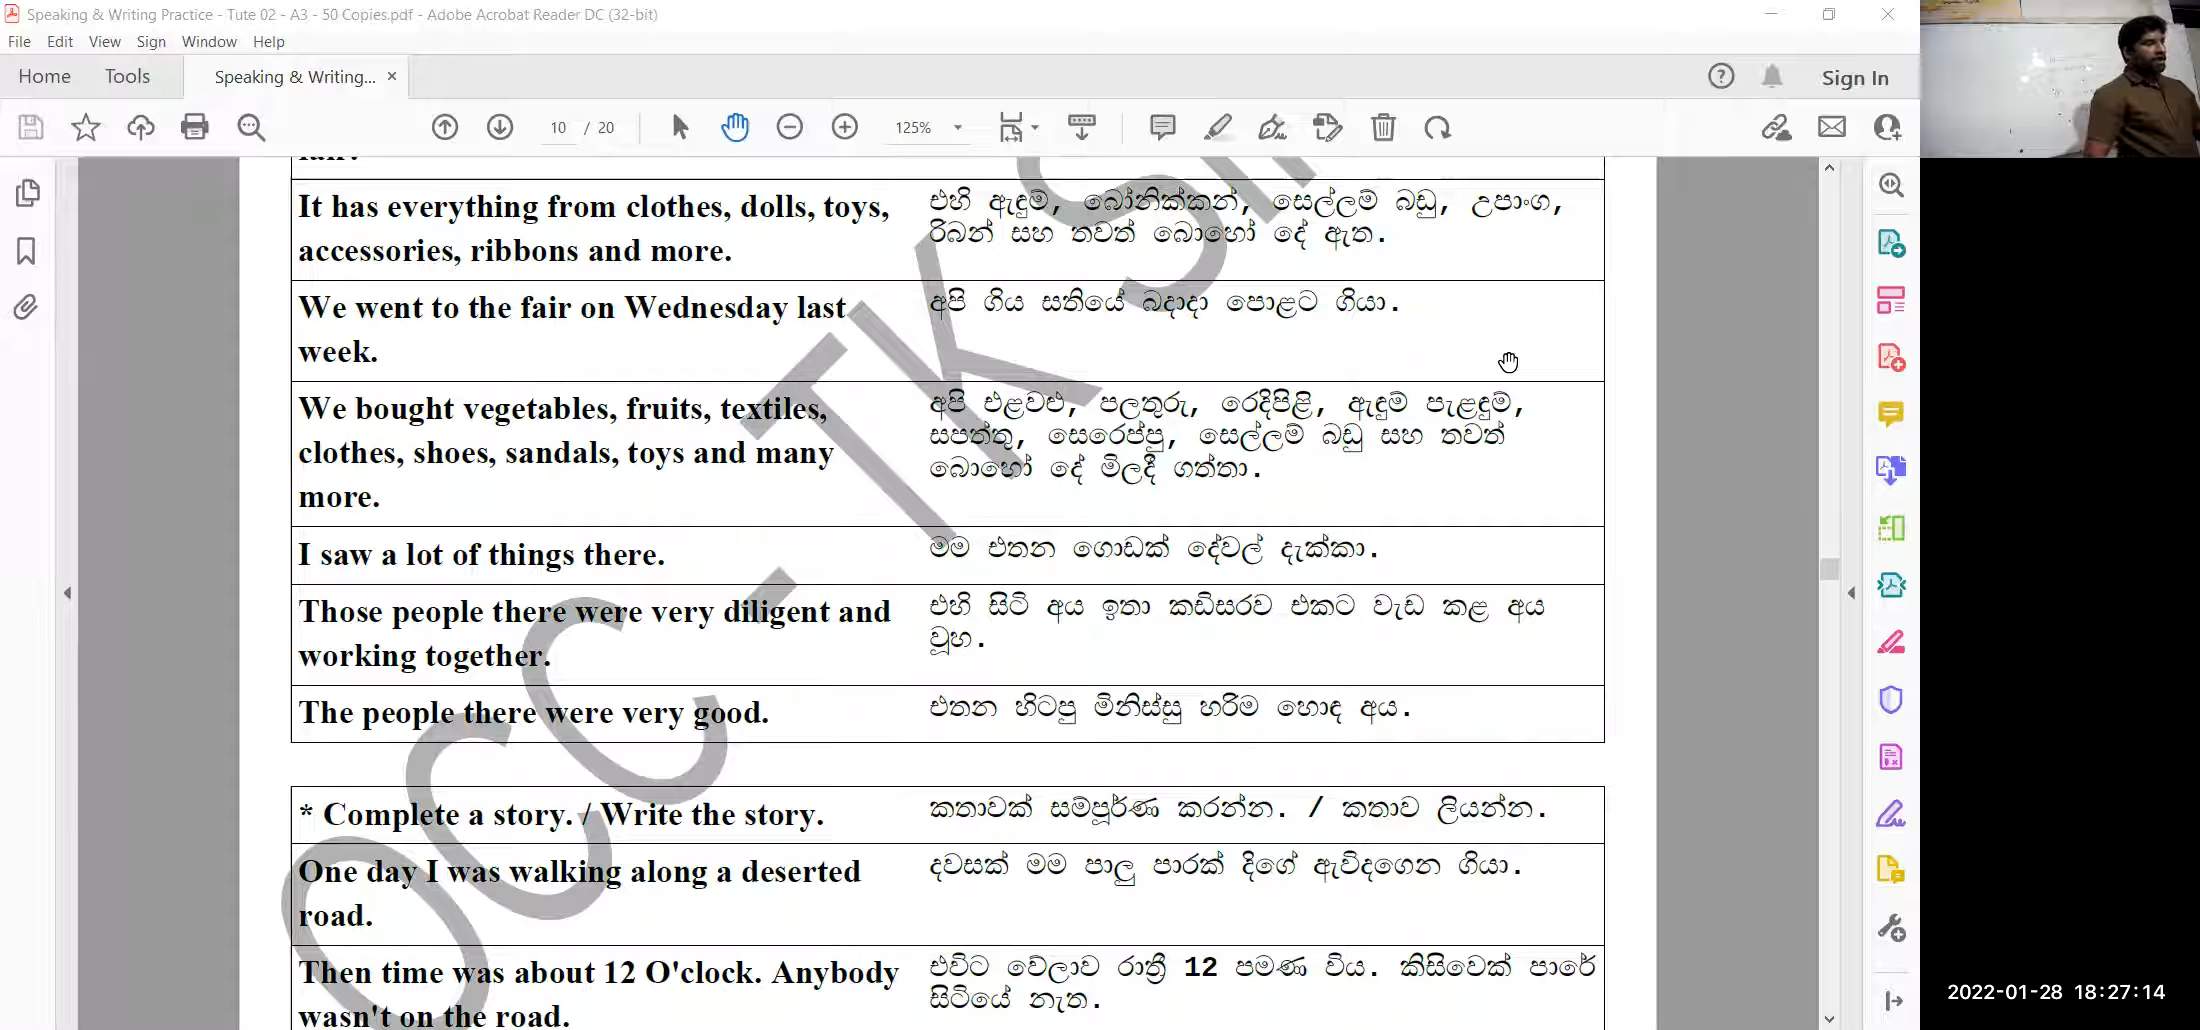 Speaking & Writing Practice - Tute 02 - A3 - 50 Copies.pdf - Adobe Acrobat Reader DC (32-bit)
File Edit View Sign Window Help
Home Tools Speaking & Writing... × Sign In
10 / 20 125%
It has everything from clothes, dolls, toys,
accessories, ribbons and more.
එහි ඇඳුම්, බෝනික්කන්, සෙල්ලම් බඩු, උපාංග,
රිබන් සහ තවත් බොහෝ දේ ඇත.
We went to the fair on Wednesday last
week.
අපි ගිය සතියේ බදාදා පොළට ගියා.
We bought vegetables, fruits, textiles,
clothes, shoes, sandals, toys and many
more.
අපි එළවළු, පලතුරු, රෙදිපිළි, ඇඳුම් පැළඳුම්,
සපත්තු, සෙරෙප්පු, සෙල්ලම් බඩු සහ තවත්
බොහෝ දේ මිලදී ගත්තා.
I saw a lot of things there.
මම එතන ගොඩක් දේවල් දැක්කා.
Those people there were very diligent and
working together.
එහි සිටි අය ඉතා කඩිසරව එකට වැඩ කළ අය
වූහ.
The people there were very good.
එතන හිටපු මිනිස්සු හරිම හොඳ අය.
* Complete a story. / Write the story.
කතාවක් සම්පූර්ණ කරන්න. / කතාව ලියන්න.
One day I was walking along a deserted
road.
දවසක් මම පාලු පාරක් දිගේ ඇවිදගෙන ගියා.
Then time was about 12 O'clock. Anybody
wasn't on the road.
එවිට වේලාව රාත්‍රී 12 පමණ විය. කිසිවෙක් පාරේ
සිටියේ නැත.
OCC - TK
2022-01-28 18:27:14